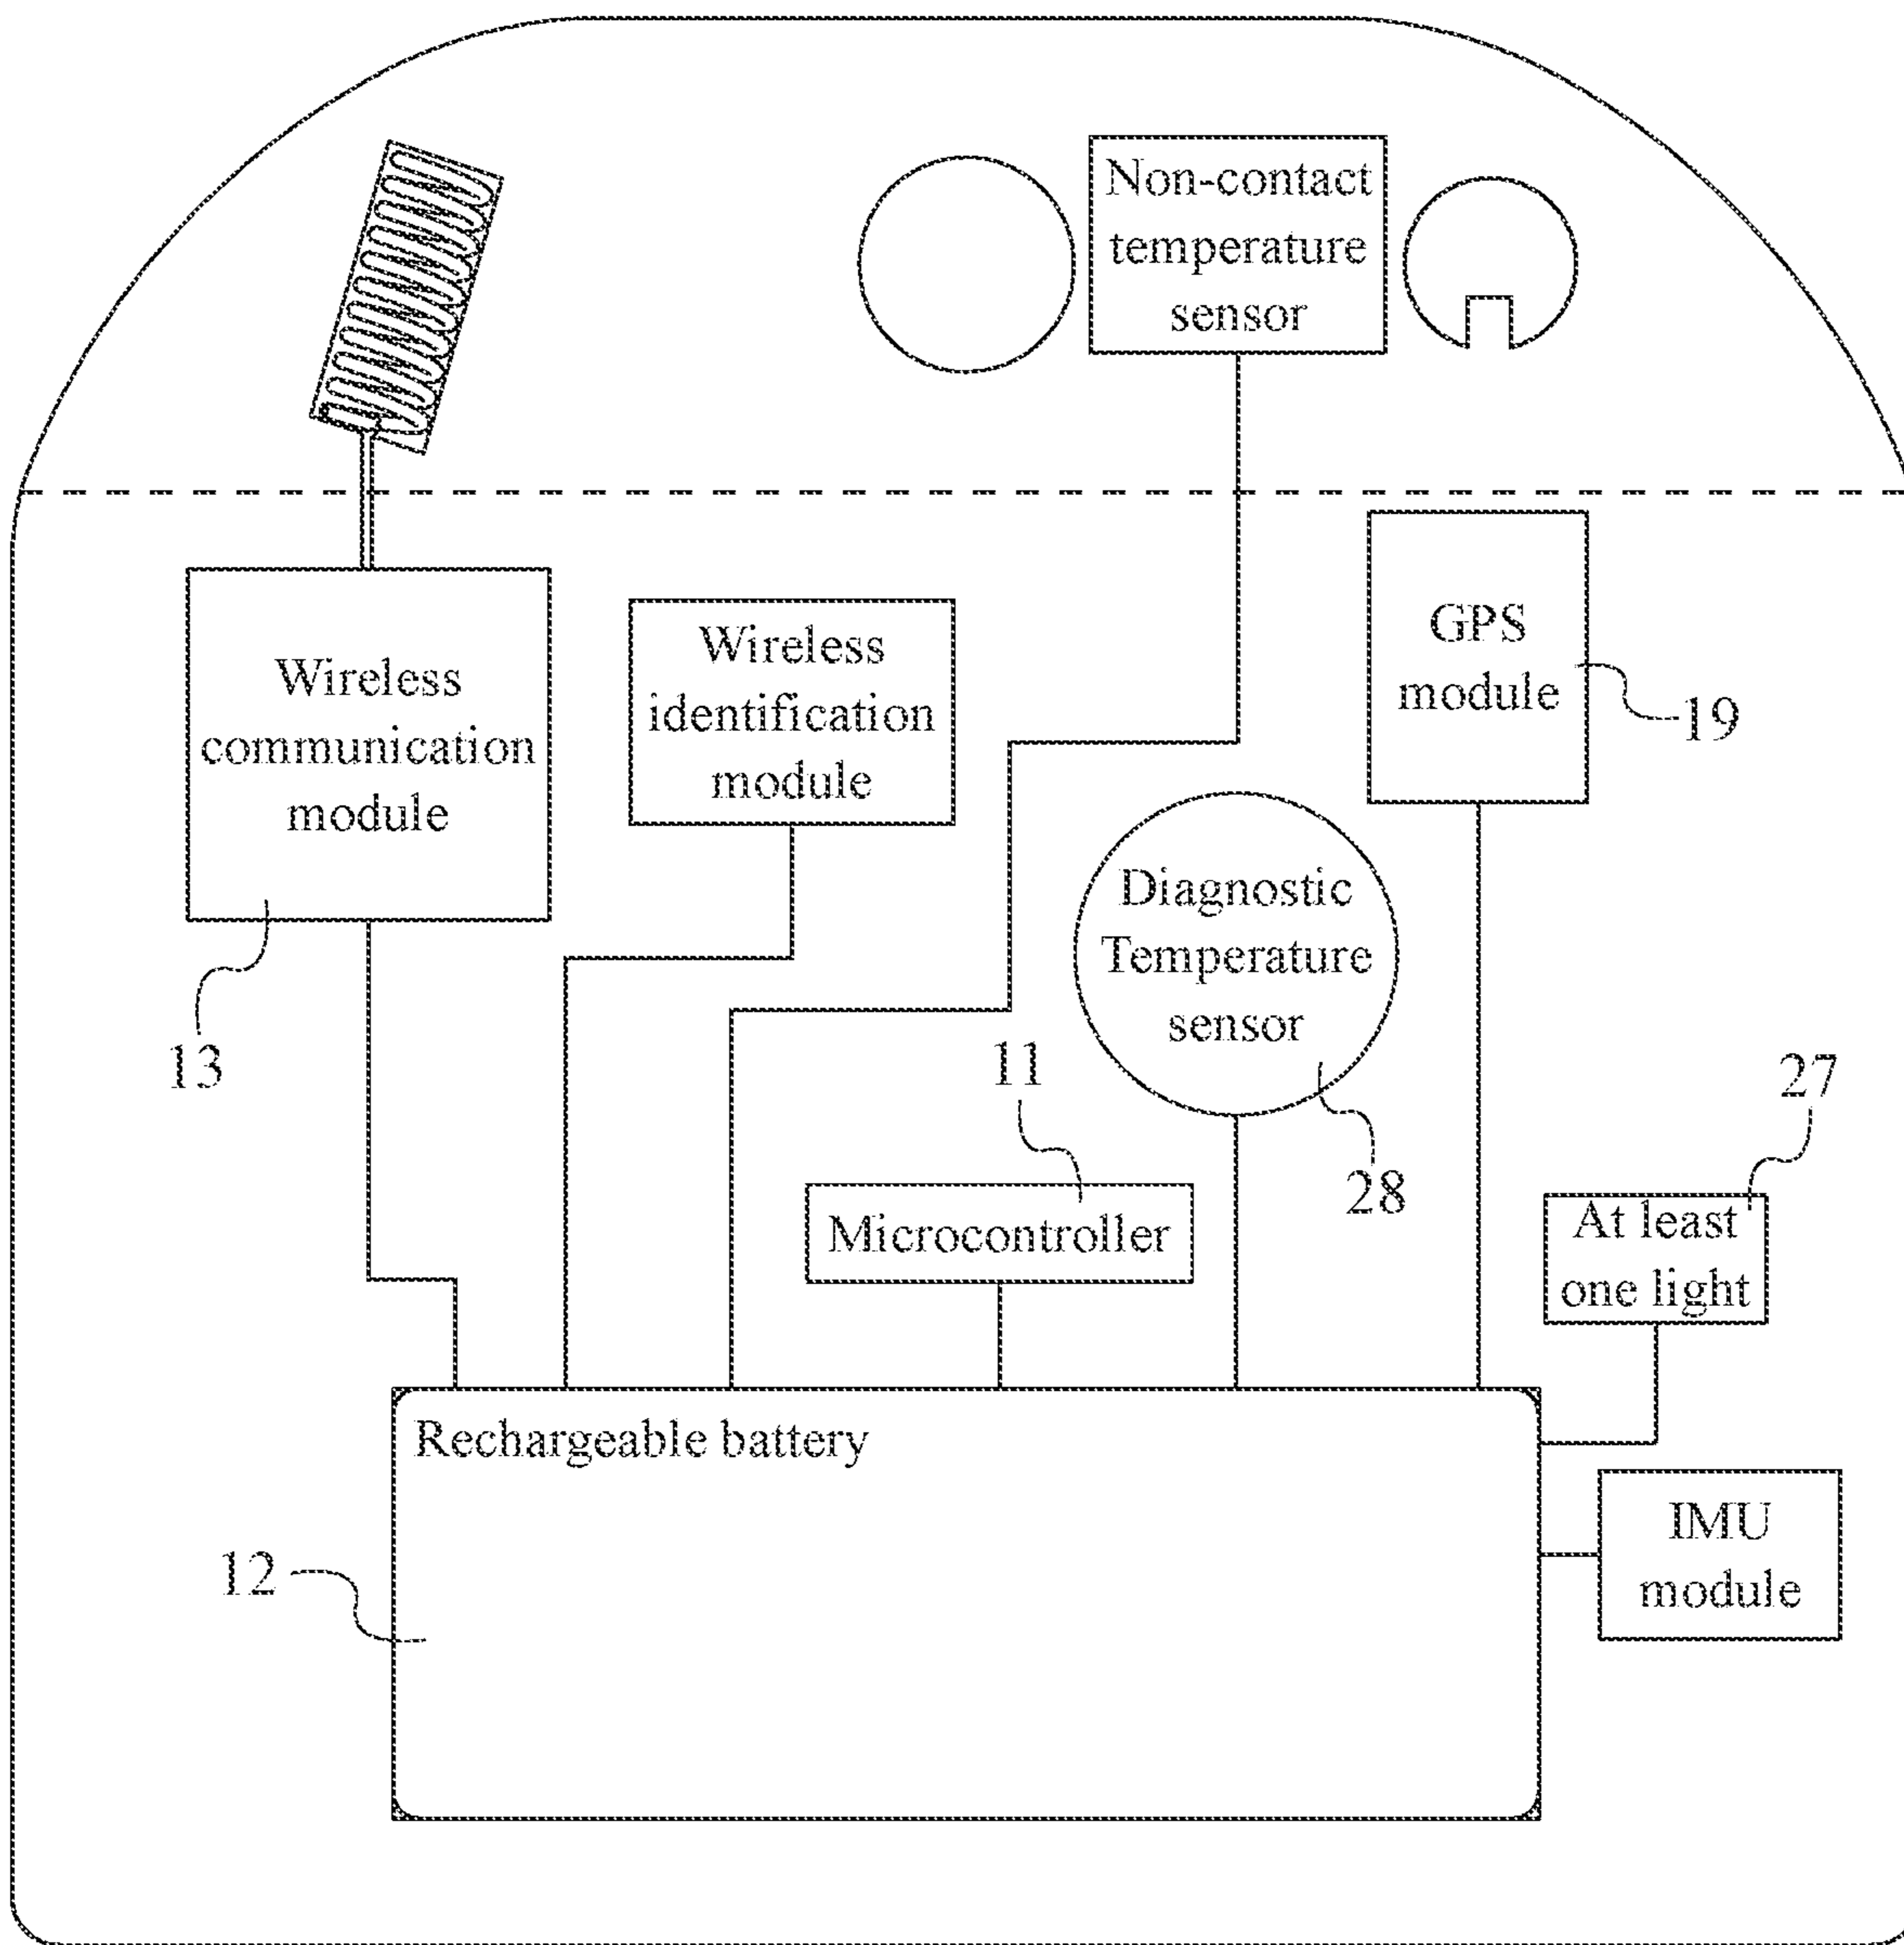 Non-contact
temperature
sensor
GPS
module
19
Wireless
communication
module
13
Wireless
identification
module
Diagnostic
Temperature
sensor
28
11
Microcontroller
27
At least
one light
Rechargeable battery
12
IMU
module